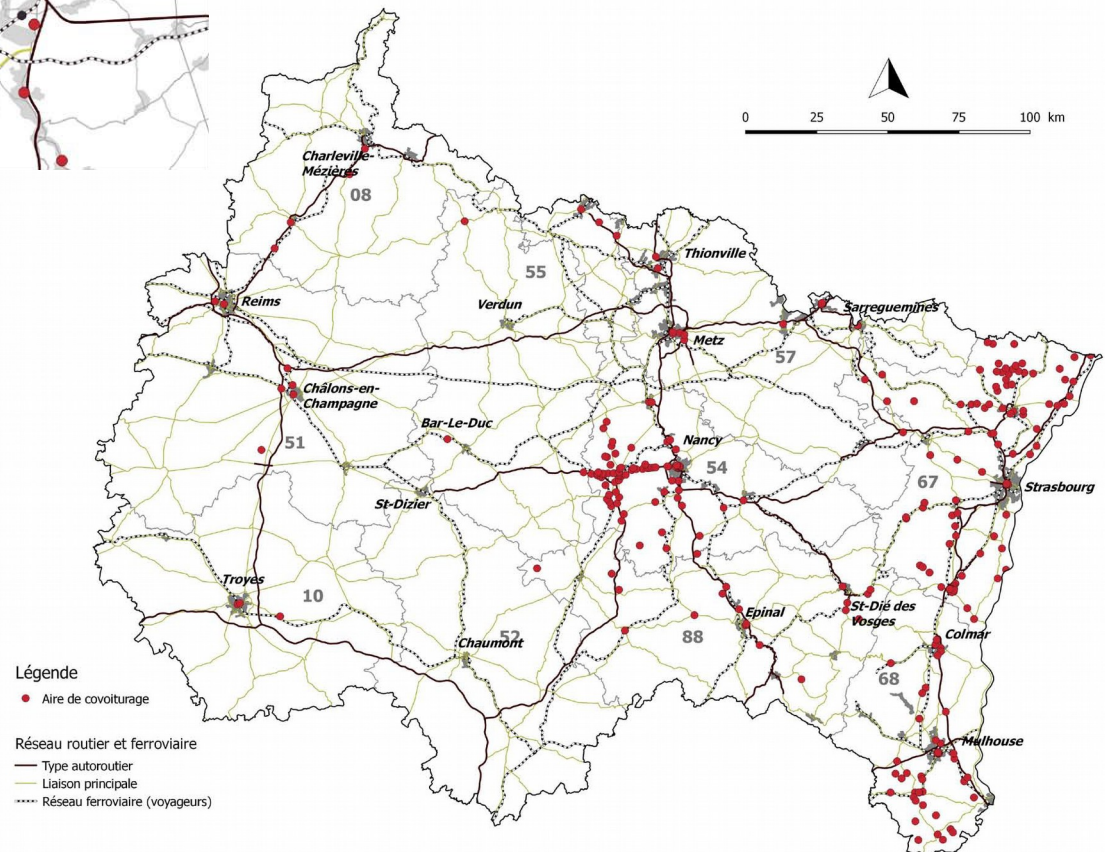 0 25 50 75 100 km
Charleville-
Mézières
08
Thionville
55
Reims
Verdun
Sarreguemines
Metz
57
Châlons-en-
Champagne
Bar-Le-Duc
51
Nancy
54
67
Strasbourg
St-Dizier
Troyes
10
St-Dié des
Vosges
Epinal
52
Chaumont
88
Colmar
68
Mulhouse
Légende
Aire de covoiturage
Réseau routier et ferroviaire
Type autoroutier
Liaison principale
Réseau ferroviaire (voyageurs)